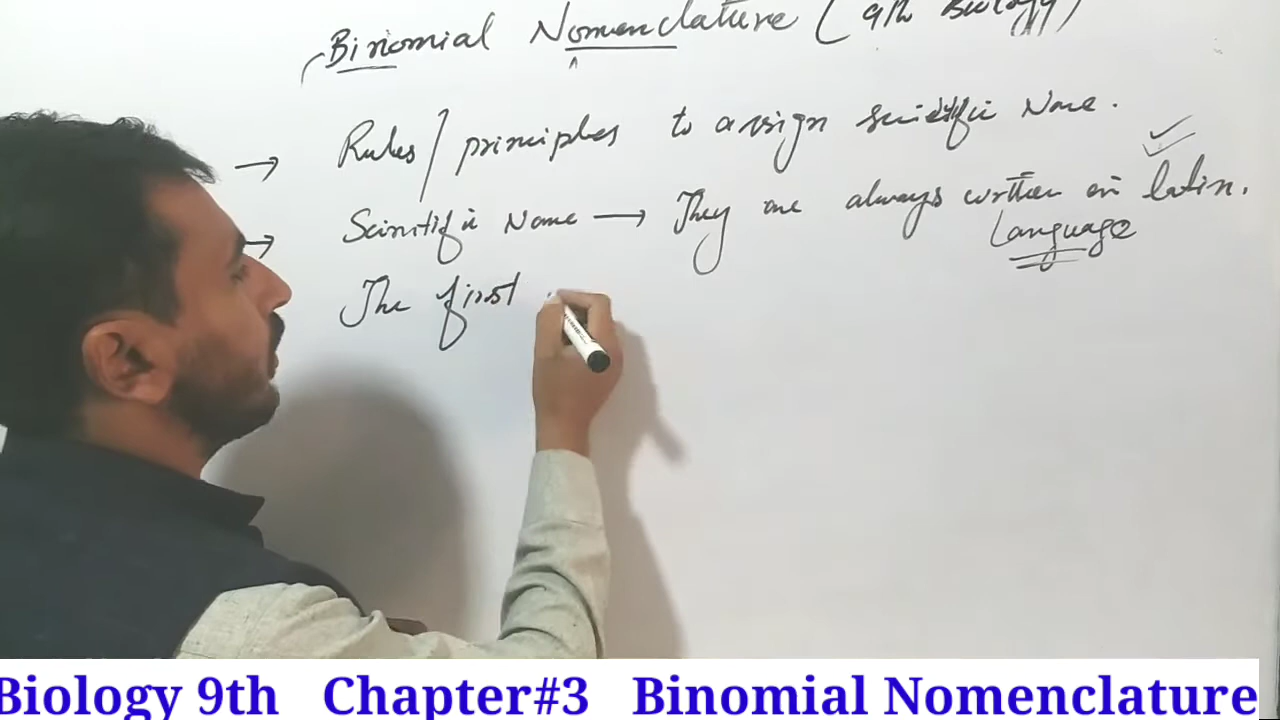 Binomial Nomenclature (9th Biology)
→ Rules/principles to assign scientific Name.
→ Scintific Name → They are always written in latin.
Language
The first
Biology 9th Chapter#3 Binomial Nomenclature